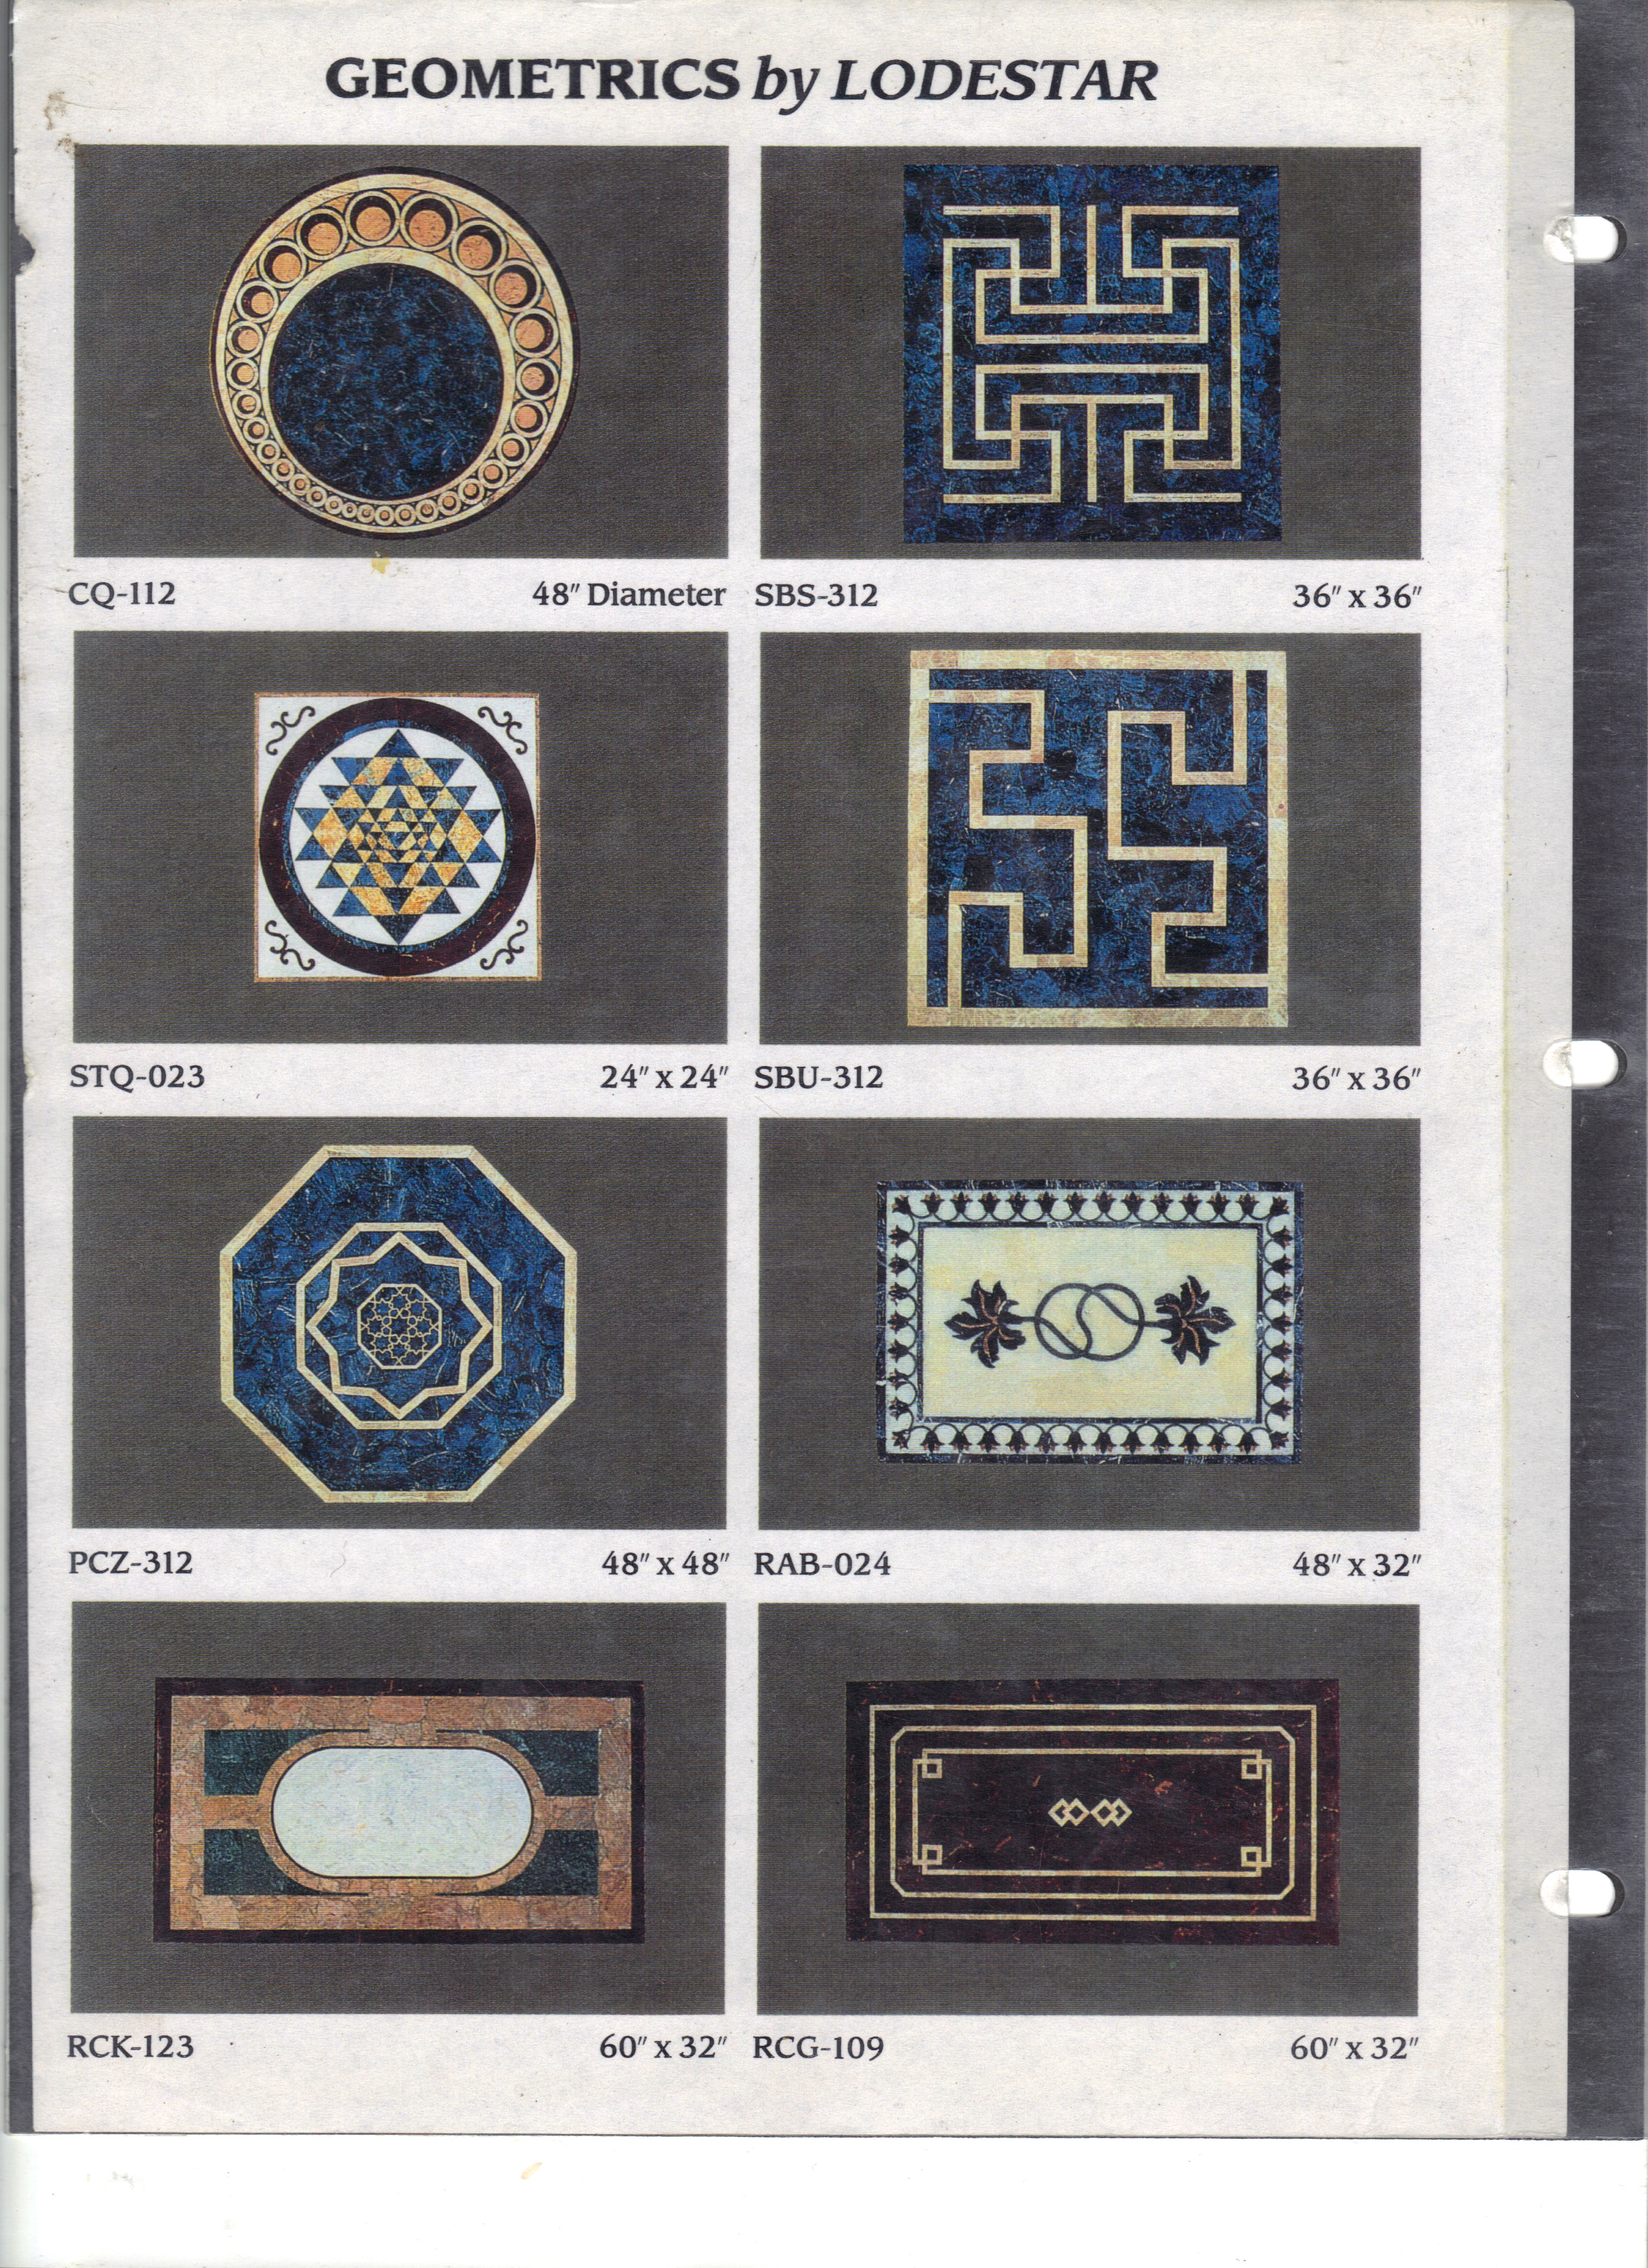 GEOMETRICS by LODESTAR
CQ-112 48" Diameter
SBS-312 36" x 36"
STQ-023 24" x 24"
SBU-312 36" x 36"
PCZ-312 48" x 48"
RAB-024 48" x 32"
RCK-123 60" x 32"
RCG-109 60" x 32"